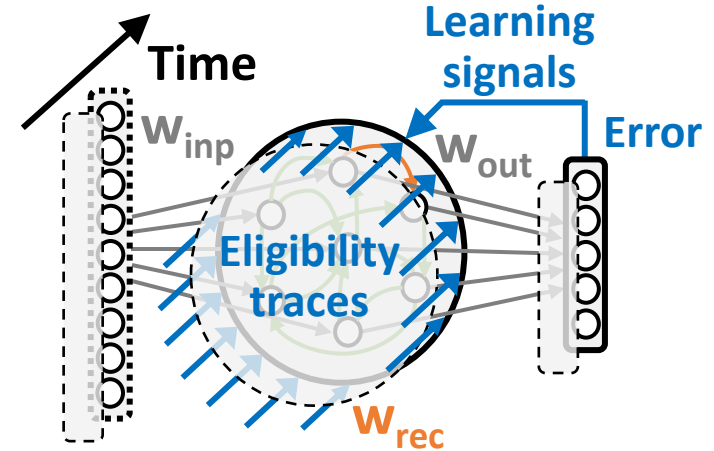 Learning
signals
Time
W_inp
W_out
Error
Eligibility
traces
W_rec